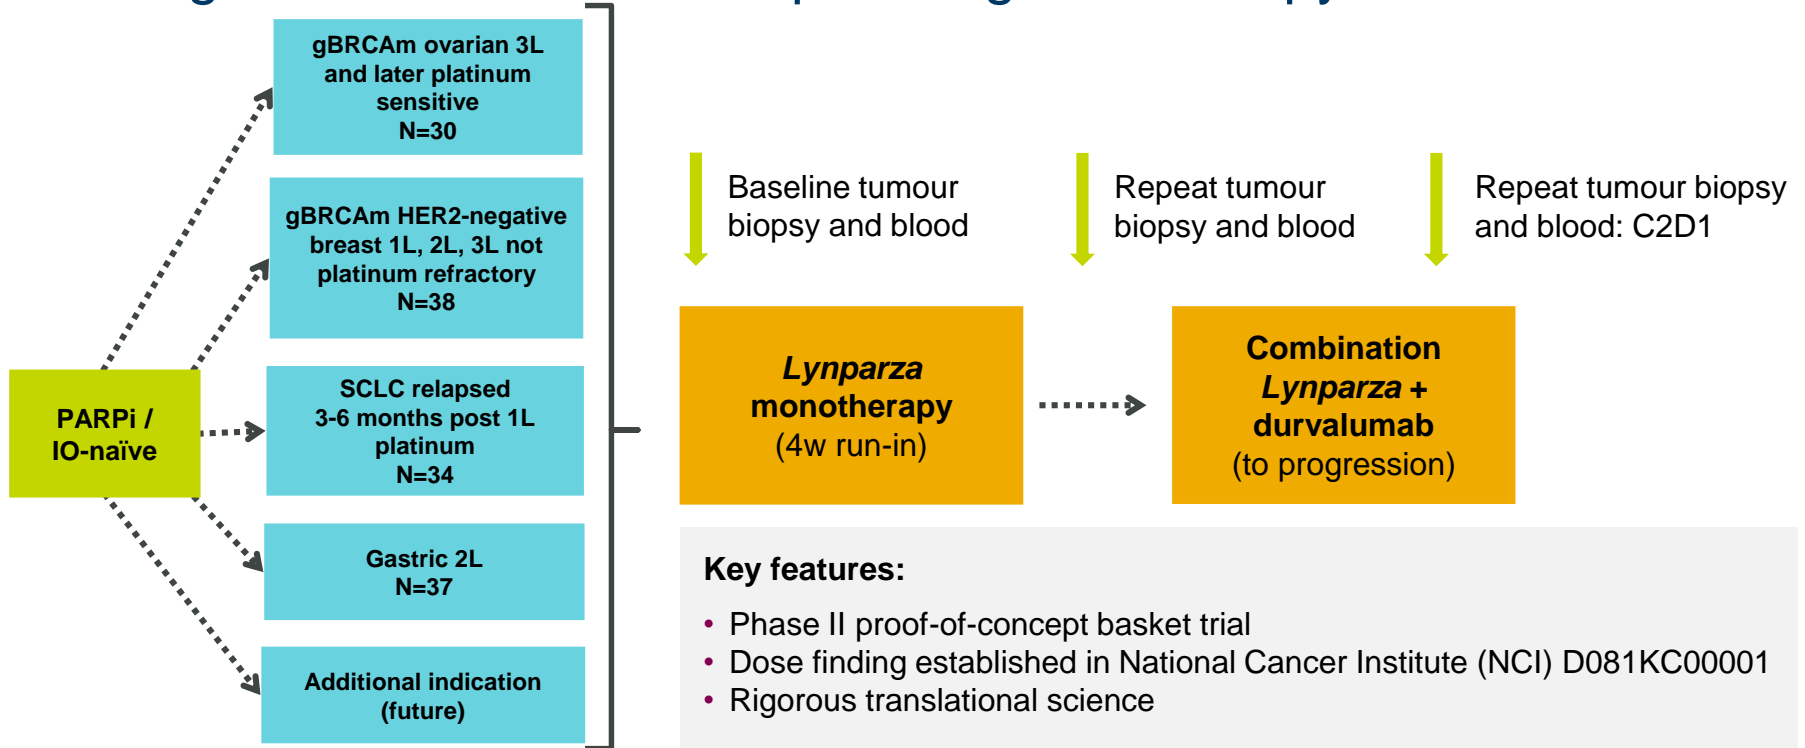 gBRCAm ovarian 3L
and later platinum
sensitive
N=30
gBRCAm HER2-negative
breast 1L, 2L, 3L not
platinum refractory
N=38
PARPi /
IO-naïve
SCLC relapsed
3-6 months post 1L
platinum
N=34
Gastric 2L
N=37
Additional indication
(future)
Baseline tumour
biopsy and blood
Repeat tumour
biopsy and blood
Repeat tumour biopsy
and blood: C2D1
Lynparza
monotherapy
(4w run-in)
Combination
Lynparza +
durvalumab
(to progression)
Key features:
• Phase II proof-of-concept basket trial
• Dose finding established in National Cancer Institute (NCI) D081KC00001
• Rigorous translational science